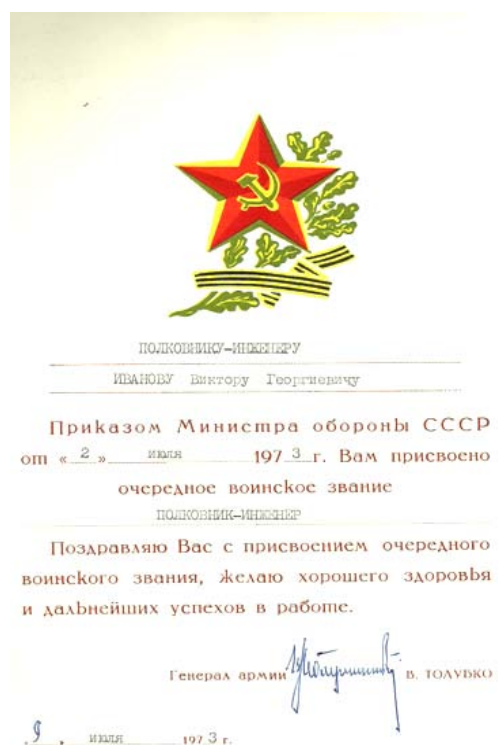 ПОЛКОВНИКУ-ИНЖЕНЕРУ
ИВАНОВУ Виктору Георгиевичу
Приказом Министра обороны СССР
от « 2 » июля 197 3 г. Вам присвоено
очередное воинское звание
ПОЛКОВНИК-ИНЖЕНЕР
Поздравляю Вас с присвоением очередного
воинского звания, желаю хорошего здоровья
и дальнейших успехов в работе.
Генерал армии В. ТОЛУБКО
9 июля 197 3 г.